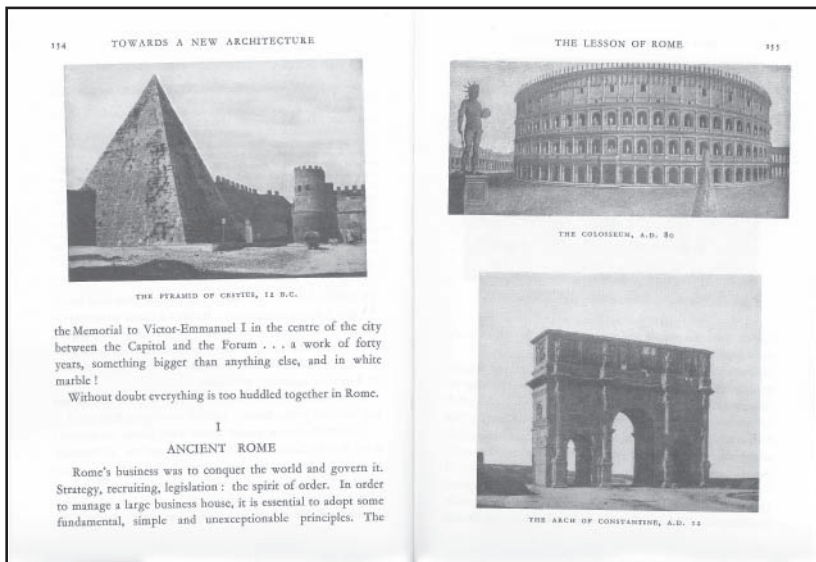 154 TOWARDS A NEW ARCHITECTURE
THE PYRAMID OF CESTIUS, 12 B.C.
the Memorial to Victor-Emmanuel I in the centre of the city
between the Capitol and the Forum . . . a work of forty
years, something bigger than anything else, and in white
marble !
Without doubt everything is too huddled together in Rome.
I
ANCIENT ROME
Rome's business was to conquer the world and govern it.
Strategy, recruiting, legislation : the spirit of order. In order
to manage a large business house, it is essential to adopt some
fundamental, simple and unexceptionable principles. The
THE LESSON OF ROME 155
THE COLOSSEUM, A.D. 80
THE ARCH OF CONSTANTINE, A.D. 12